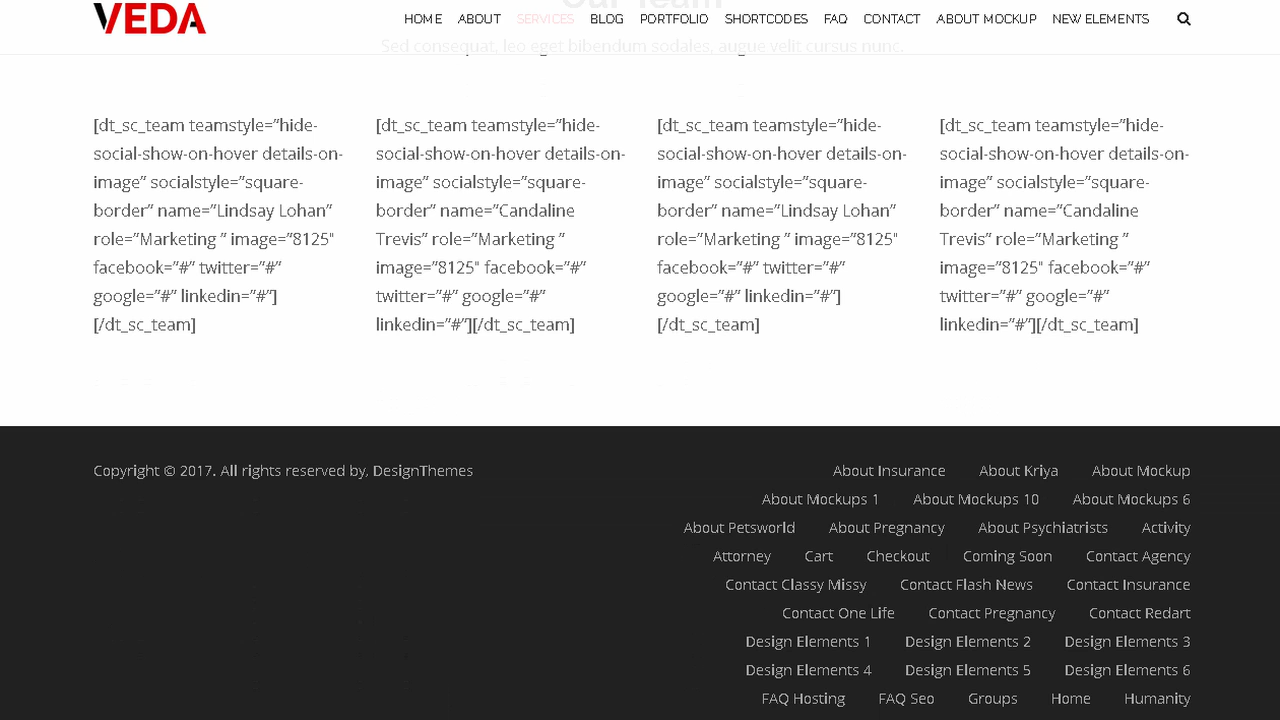 Our Team
VEDA HOME ABOUT SERVICES BLOG PORTFOLIO SHORTCODES FAQ CONTACT ABOUT MOCKUP NEW ELEMENTS
Sed consequat, leo eget bibendum sodales, augue velit cursus nunc.
[dt_sc_team teamstyle=”hide-
social-show-on-hover details-on-
image” socialstyle=”square-
border” name=”Lindsay Lohan”
role=”Marketing ” image=”8125″
facebook=”#” twitter=”#”
google=”#” linkedin=”#”]
[/dt_sc_team]
[dt_sc_team teamstyle=”hide-
social-show-on-hover details-on-
image” socialstyle=”square-
border” name=”Candaline
Trevis” role=”Marketing ”
image=”8125″ facebook=”#”
twitter=”#” google=”#”
linkedin=”#”][/dt_sc_team]
[dt_sc_team teamstyle=”hide-
social-show-on-hover details-on-
image” socialstyle=”square-
border” name=”Lindsay Lohan”
role=”Marketing ” image=”8125″
facebook=”#” twitter=”#”
google=”#” linkedin=”#”]
[/dt_sc_team]
[dt_sc_team teamstyle=”hide-
social-show-on-hover details-on-
image” socialstyle=”square-
border” name=”Candaline
Trevis” role=”Marketing ”
image=”8125″ facebook=”#”
twitter=”#” google=”#”
linkedin=”#”][/dt_sc_team]
Copyright © 2017. All rights reserved by, DesignThemes
About Insurance About Kriya About Mockup
About Mockups 1 About Mockups 10 About Mockups 6
About Petsworld About Pregnancy About Psychiatrists Activity
Attorney Cart Checkout Coming Soon Contact Agency
Contact Classy Missy Contact Flash News Contact Insurance
Contact One Life Contact Pregnancy Contact Redart
Design Elements 1 Design Elements 2 Design Elements 3
Design Elements 4 Design Elements 5 Design Elements 6
FAQ Hosting FAQ Seo Groups Home Humanity